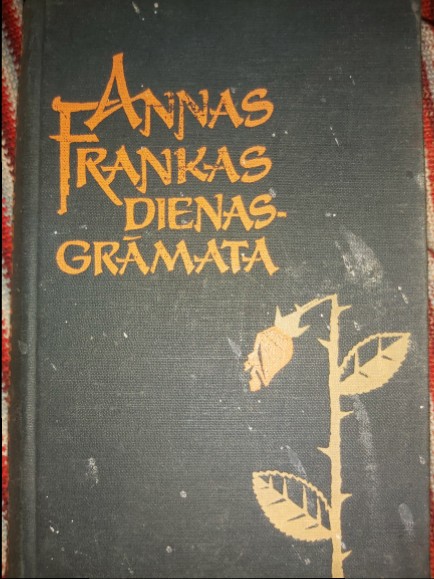 ANNAS
FRANKAS
DIENAS-
GRĀMATA